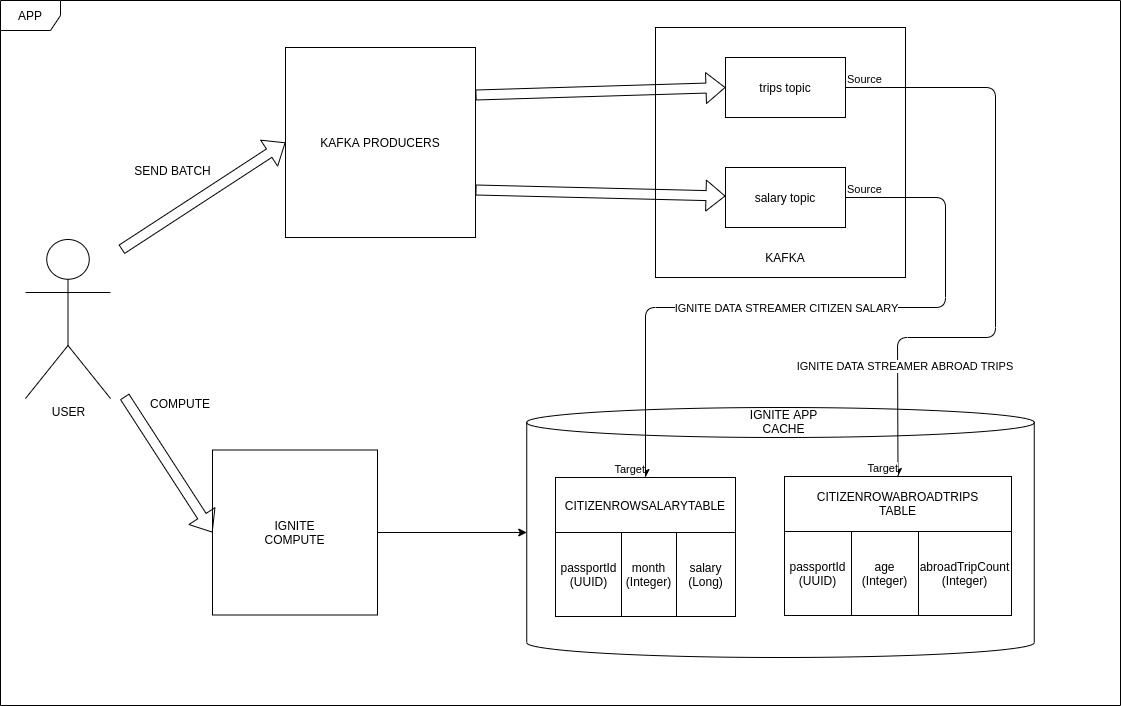 APP
SEND BATCH
KAFKA PRODUCERS
trips topic
Source
salary topic
Source
KAFKA
IGNITE DATA STREAMER CITIZEN SALARY
IGNITE DATA STREAMER ABROAD TRIPS
USER
COMPUTE
IGNITE
COMPUTE
IGNITE APP
CACHE
Target
CITIZENROWSALARYTABLE
passportId
(UUID)
month
(Integer)
salary
(Long)
Target
CITIZENROWABROADTRIPS
TABLE
passportId
(UUID)
age
(Integer)
abroadTripCount
(Integer)